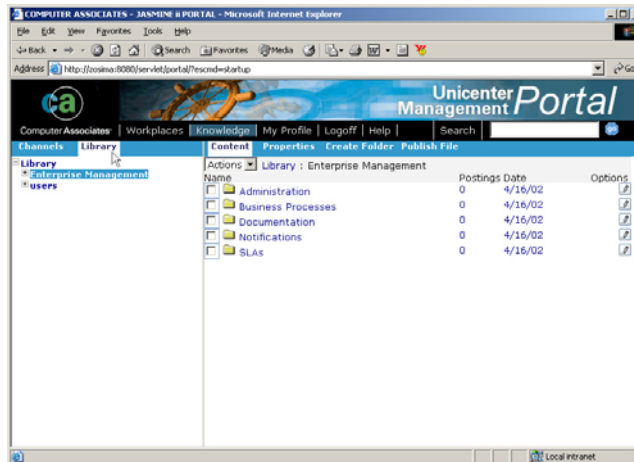 COMPUTER ASSOCIATES - JASMINE ii PORTAL - Microsoft Internet Explorer
File Edit View Favorites Tools Help
Back Search Favorites Media
Address http://zosima:8080/servlet/portal/?escmd=startup Go
ca
Unicenter
Management Portal
Computer Associates Workplaces | Knowledge | My Profile | Logoff | Help | Search
Channels Library Content Properties Create Folder Publish File
Library
Enterprise Management
users
Actions Library : Enterprise Management
Name Postings Date Options
Administration 0 4/16/02
Business Processes 0 4/16/02
Documentation 0 4/16/02
Notifications 0 4/16/02
SLAs 0 4/16/02
Local intranet